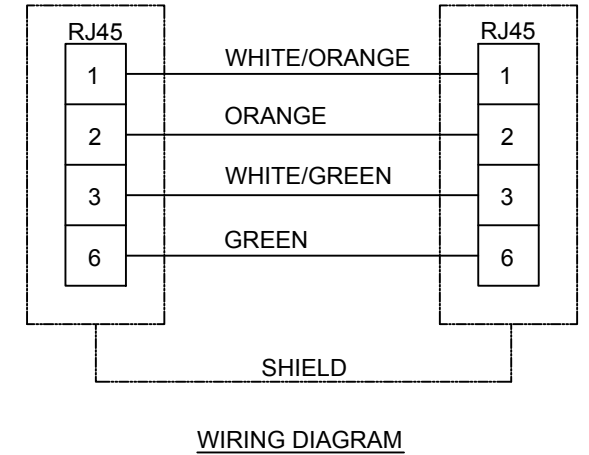 RJ45 RJ45
1 WHITE/ORANGE 1
2 ORANGE 2
3 WHITE/GREEN 3
6 GREEN 6
SHIELD
WIRING DIAGRAM